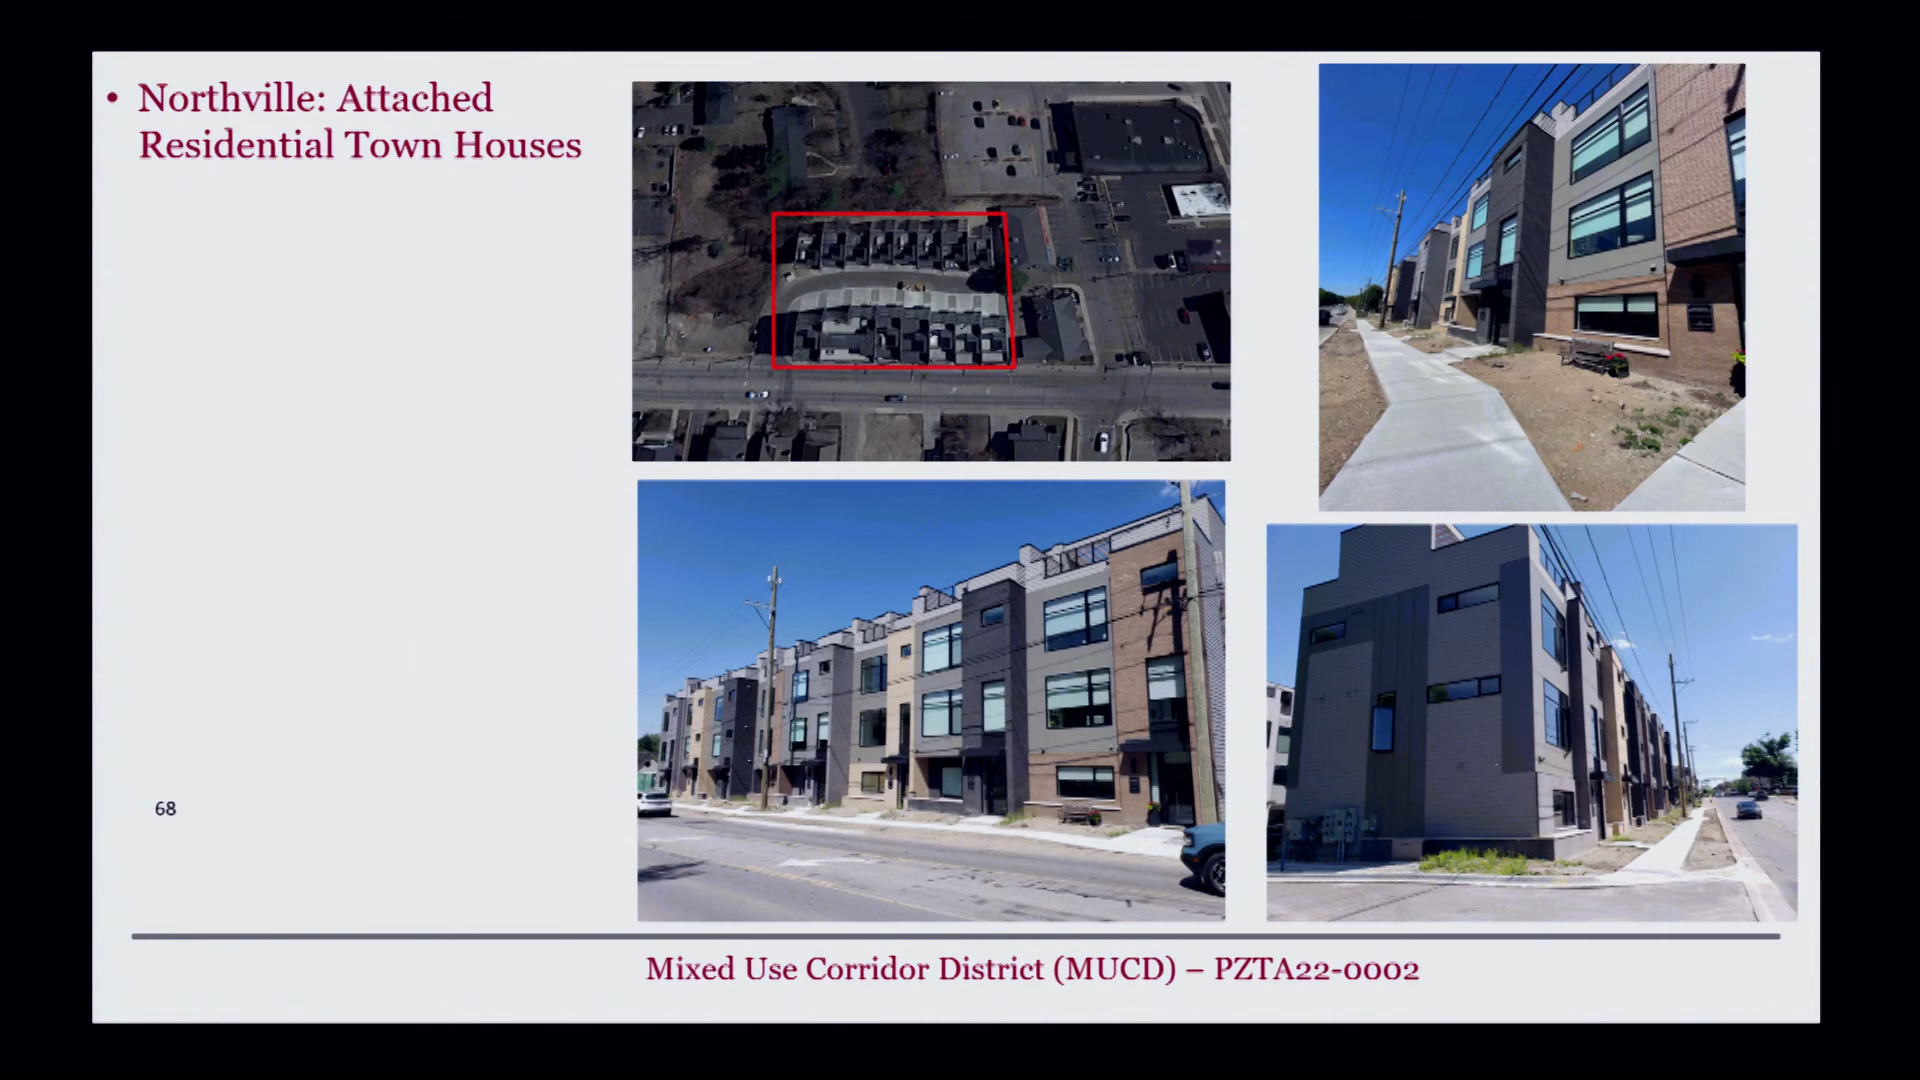 • Northville: Attached
Residential Town Houses
68
Mixed Use Corridor District (MUCD) – PZTA22-0002